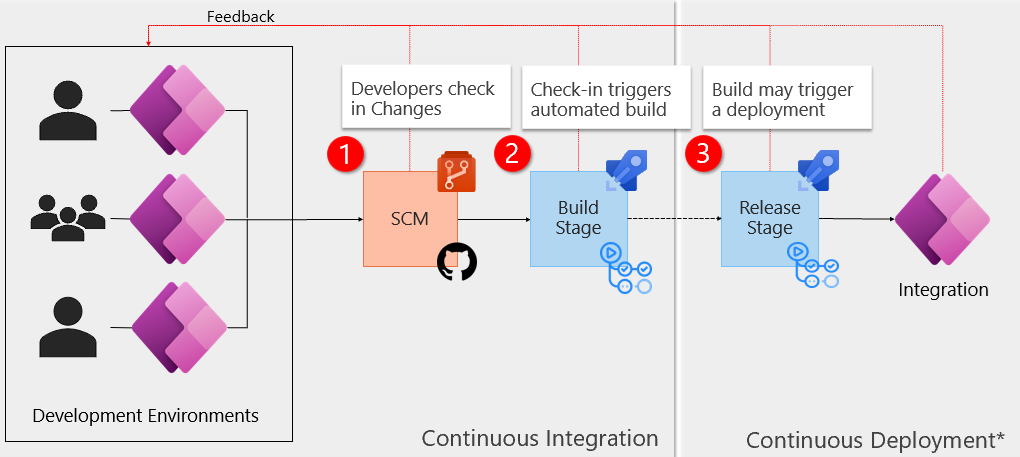 Feedback
Developers check
in Changes
Check-in triggers
automated build
Build may trigger
a deployment
1
2
3
SCM
Build
Stage
Release
Stage
Integration
Development Environments
Continuous Integration
Continuous Deployment*